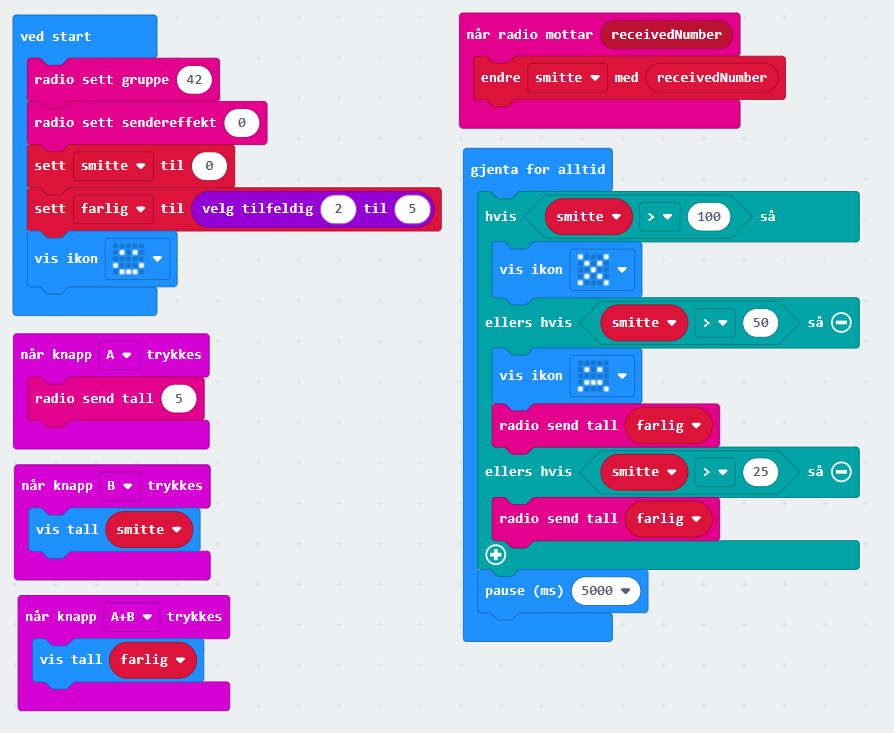 ved start
radio sett gruppe 42
radio sett sendereffekt 0
sett smitte til 0
sett farlig til velg tilfeldig 2 til 5
vis ikon
når knapp A trykkes
radio send tall 5
når knapp B trykkes
vis tall smitte
når knapp A+B trykkes
vis tall farlig
når radio mottar receivedNumber
endre smitte med receivedNumber
gjenta for alltid
hvis smitte > 100 så
vis ikon
ellers hvis smitte > 50 så
vis ikon
radio send tall farlig
ellers hvis smitte > 25 så
radio send tall farlig
pause (ms) 5000